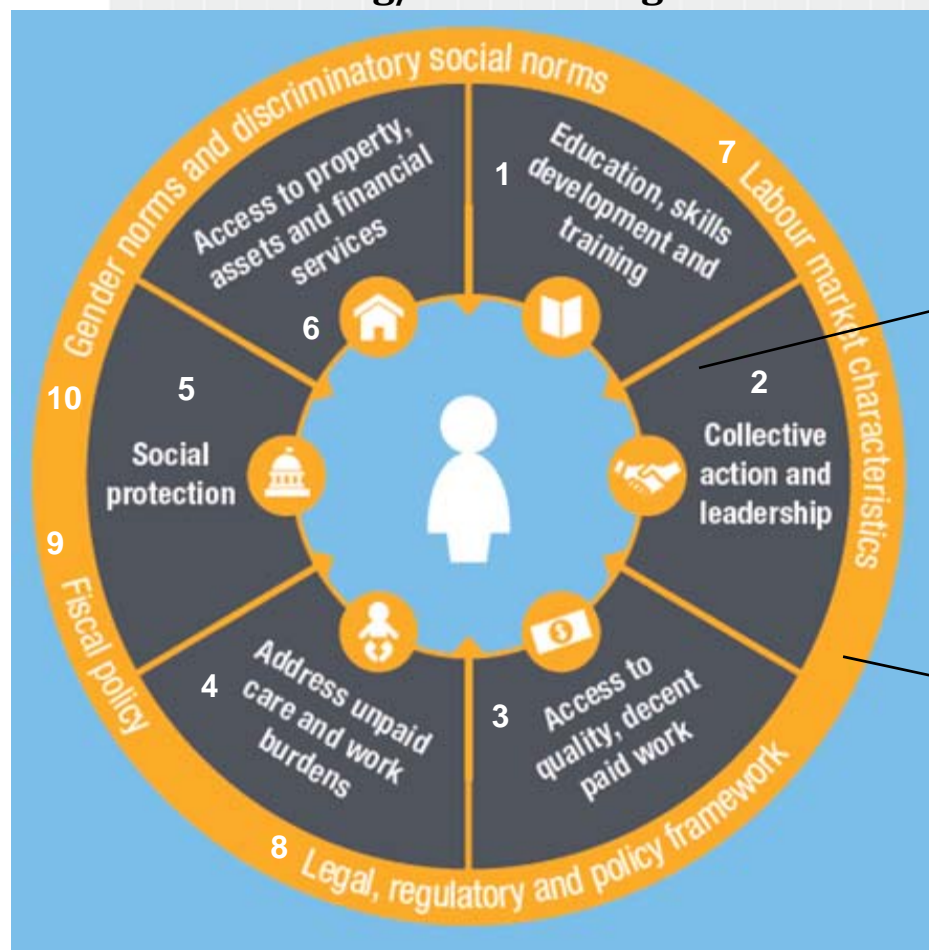 Gender norms and discriminatory social norms
7 Labour market characteristics
8 Legal, regulatory and policy framework
9 Fiscal policy
10
1
Education, skills
development and
training
2
Collective
action and
leadership
3
Access to
quality, decent
paid work
4
Address unpaid
care and work
burdens
5
Social
protection
6
Access to property,
assets and financial
services